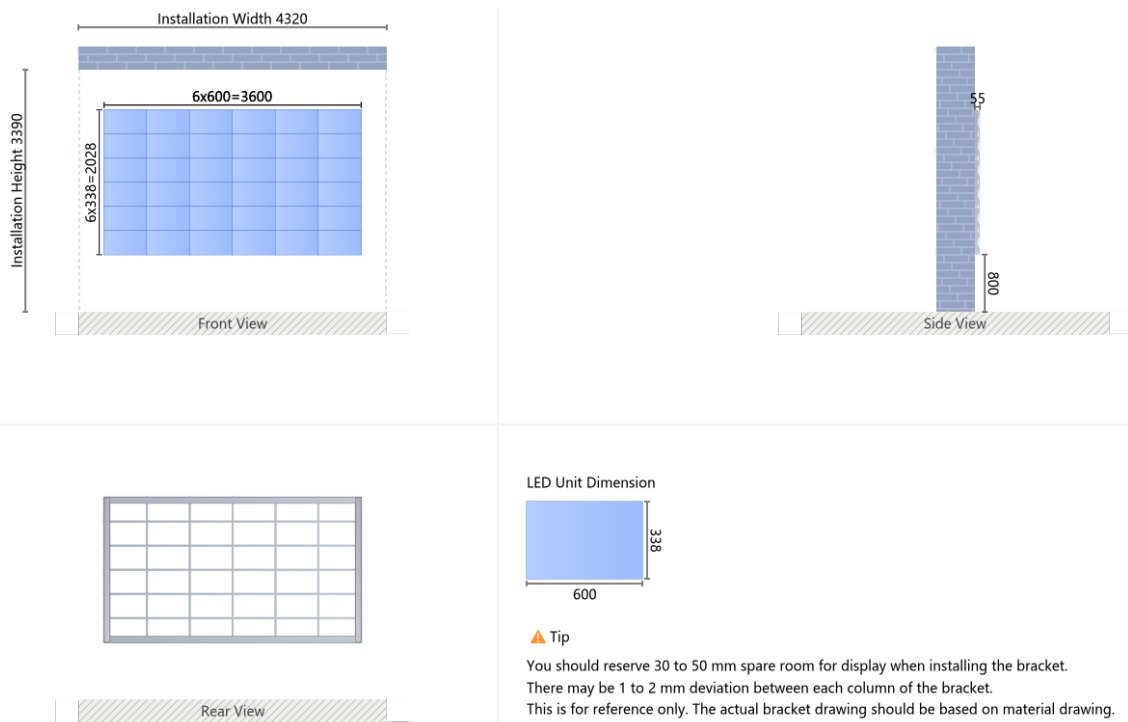 Installation Width 4320
6x600=3600
Installation Height 3390
6x338=2028
Front View
55
800
Side View
Rear View
LED Unit Dimension
338
600
Tip
You should reserve 30 to 50 mm spare room for display when installing the bracket.
There may be 1 to 2 mm deviation between each column of the bracket.
This is for reference only. The actual bracket drawing should be based on material drawing.